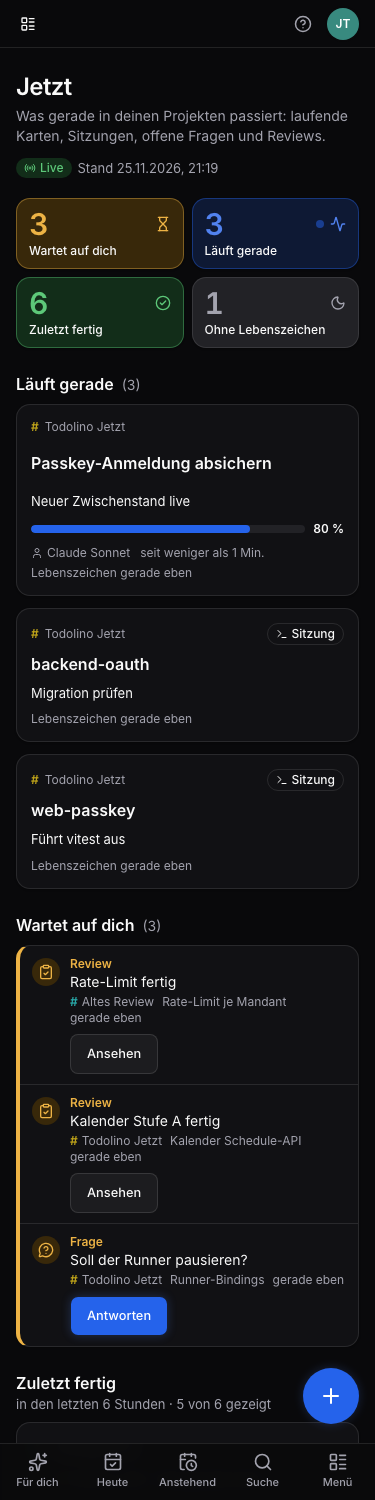 JT
Jetzt
Was gerade in deinen Projekten passiert: laufende
Karten, Sitzungen, offene Fragen und Reviews.
Live Stand 25.11.2026, 21:19
3
Wartet auf dich
3
Läuft gerade
6
Zuletzt fertig
1
Ohne Lebenszeichen
Läuft gerade (3)
# Todolino Jetzt
Passkey-Anmeldung absichern
Neuer Zwischenstand live
80 %
Claude Sonnet seit weniger als 1 Min.
Lebenszeichen gerade eben
# Todolino Jetzt Sitzung
backend-oauth
Migration prüfen
Lebenszeichen gerade eben
# Todolino Jetzt Sitzung
web-passkey
Führt vitest aus
Lebenszeichen gerade eben
Wartet auf dich (3)
Review
Rate-Limit fertig
# Altes Review Rate-Limit je Mandant
gerade eben
Ansehen
Review
Kalender Stufe A fertig
# Todolino Jetzt Kalender Schedule-API
gerade eben
Ansehen
Frage
Soll der Runner pausieren?
# Todolino Jetzt Runner-Bindings gerade eben
Antworten
Zuletzt fertig
in den letzten 6 Stunden · 5 von 6 gezeigt
Für dich Heute Anstehend Suche Menü